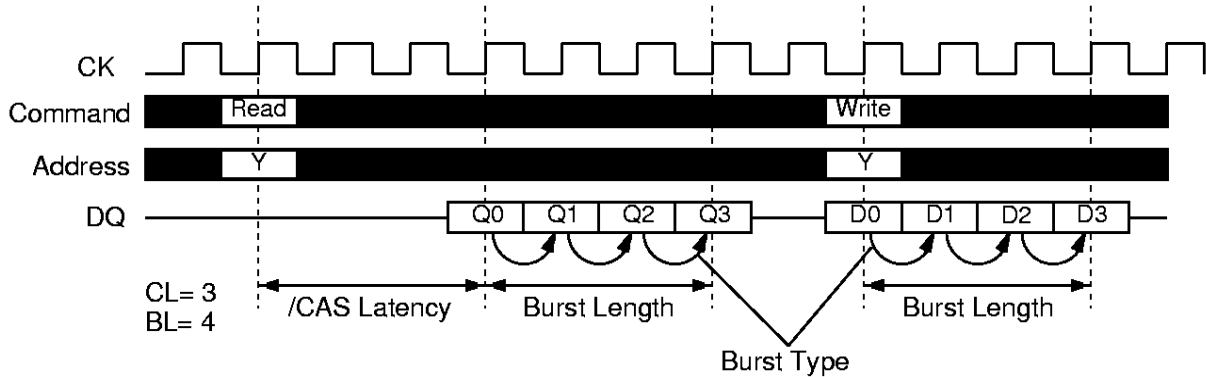 CK
Command Read Write
Address Y Y
DQ Q0 Q1 Q2 Q3 D0 D1 D2 D3
CL= 3
BL= 4
/CAS Latency Burst Length Burst Length
Burst Type